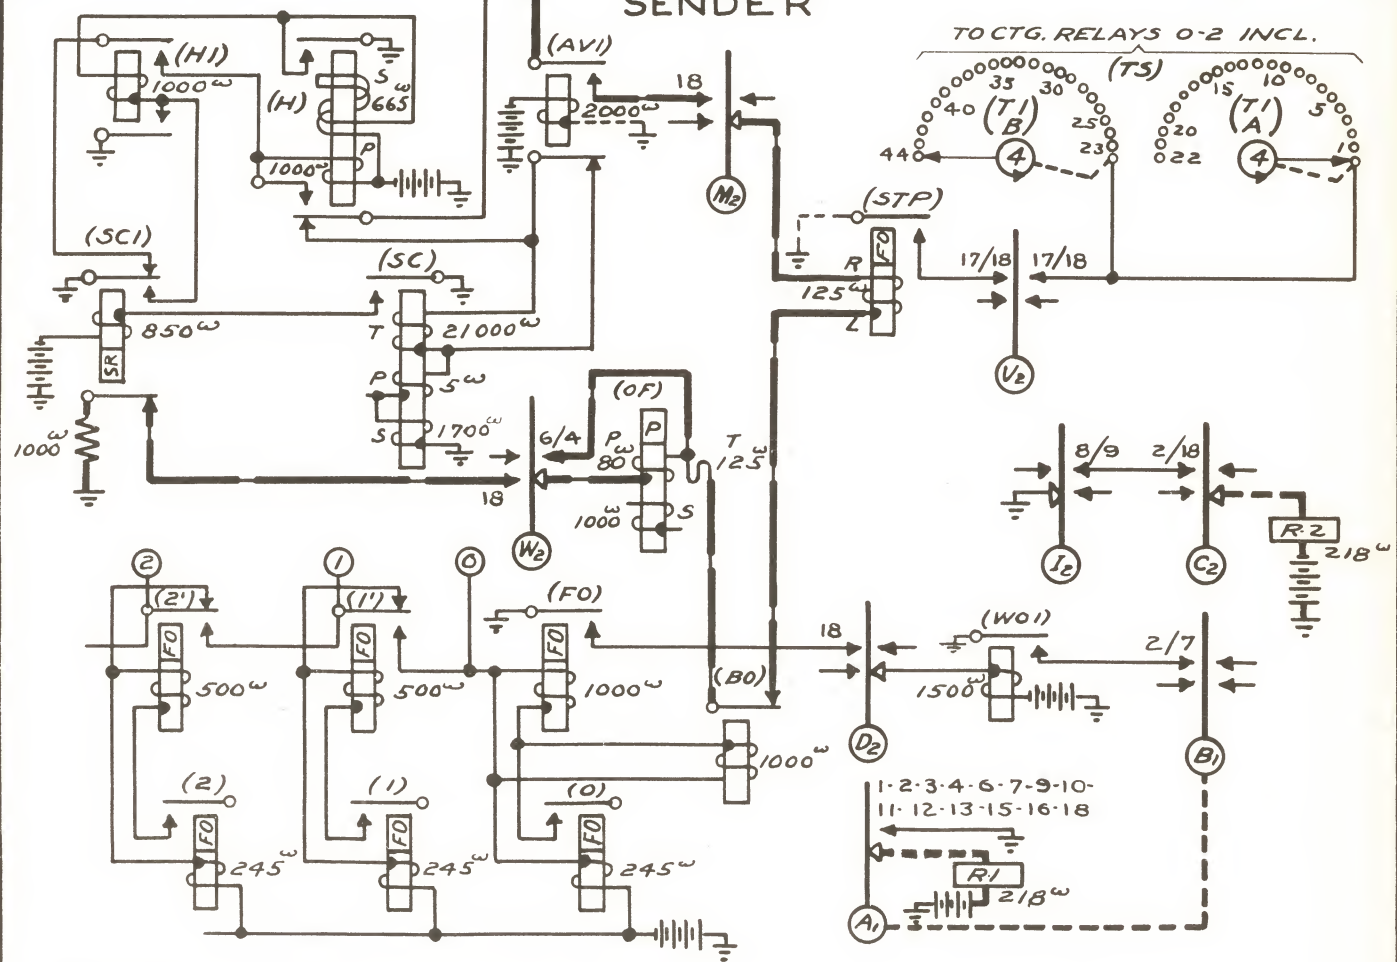 SENDER
TO CTG. RELAYS 0-2 INCL.
(TS)
(H1)
1000ω
(H)
S
ω
665
P
1000ω
(AV1)
18
2000ω
M2
35
30
40
(T1
B)
25
23
44
4
15
10
5
(T1
A)
20
22
4
1
(STP)
FO
R
125ω
L
17/18
17/18
V2
(SC1)
850ω
SR
(SC)
T
21000ω
P
5ω
S
1700ω
1000ω
18
(OF)
6/4
P
ω
80
P
T
125ω
1000ω
S
W2
8/9
2/18
I2
C2
R-2
218ω
2
(2')
FO
500ω
1
(1')
FO
500ω
0
(FO)
FO
1000ω
(BO)
1000ω
18
D2
(WO1)
1500ω
2/7
B1
(2)
FO
245ω
(1)
FO
245ω
(0)
FO
245ω
1-2-3-4-6-7-9-10-
11-12-13-15-16-18
R-1
218ω
A1